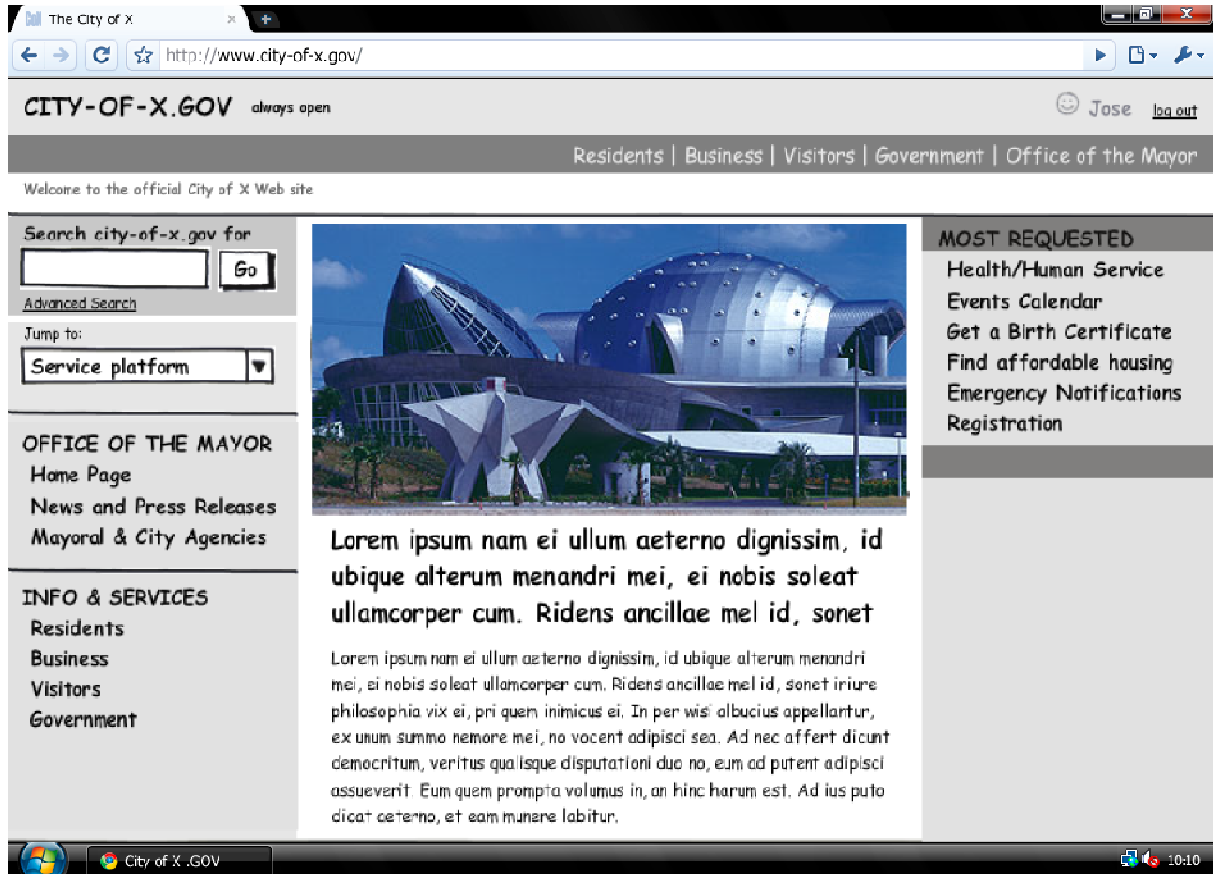 The City of X
http://www.city-of-x.gov/
CITY-OF-X.GOV always open
Jose log out
Residents | Business | Visitors | Government | Office of the Mayor
Welcome to the official City of X Web site
Search city-of-x.gov for
Go
Advanced Search
Jump to:
Service platform
OFFICE OF THE MAYOR
Home Page
News and Press Releases
Mayoral & City Agencies
INFO & SERVICES
Residents
Business
Visitors
Government
Lorem ipsum nam ei ullum aeterno dignissim, id
ubique alterum menandri mei, ei nobis soleat
ullamcorper cum. Ridens ancillae mel id, sonet
Lorem ipsum nam ei ullum aeterno dignissim, id ubique alterum menandri
mei, ei nobis soleat ullamcorper cum. Ridens ancillae mel id, sonet iriure
philosophia vix ei, pri quem inimicus ei. In per wisi albucius appellantur,
ex unum summo nemore mei, no vocent adipisci sea. Ad nec affert dicunt
democritum, veritus qualisque disputationi duo no, eum ad putent adipisci
assueverit. Eum quem prompta volumus in, an hinc harum est. Ad ius puto
dicat ceterno, et eam munere labitur.
MOST REQUESTED
Health/Human Service
Events Calendar
Get a Birth Certificate
Find affordable housing
Emergency Notifications
Registration
City of X .GOV
10:10